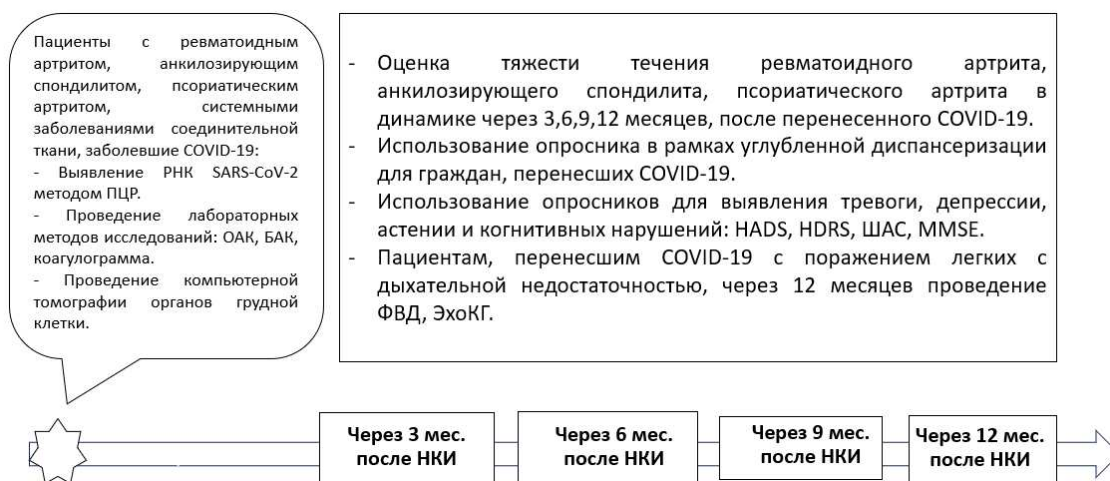 Пациенты с ревматоидным
артритом, анкилозирующим
спондилитом, псориатическим
артритом, системными
заболеваниями соединительной
ткани, заболевшие COVID-19:
- Выявление РНК SARS-CoV-2
методом ПЦР.
- Проведение лабораторных
методов исследований: ОАК, БАК,
коагулограмма.
- Проведение компьютерной
томографии органов грудной
клетки.
- Оценка тяжести течения ревматоидного артрита,
анкилозирующего спондилита, псориатического артрита в
динамике через 3,6,9,12 месяцев, после перенесенного COVID-19.
- Использование опросника в рамках углубленной диспансеризации
для граждан, перенесших COVID-19.
- Использование опросников для выявления тревоги, депрессии,
астении и когнитивных нарушений: HADS, HDRS, ШАС, MMSE.
- Пациентам, перенесшим COVID-19 с поражением легких с
дыхательной недостаточностью, через 12 месяцев проведение
ФВД, ЭхоКГ.
Через 3 мес.
после НКИ
Через 6 мес.
после НКИ
Через 9 мес.
после НКИ
Через 12 мес.
после НКИ